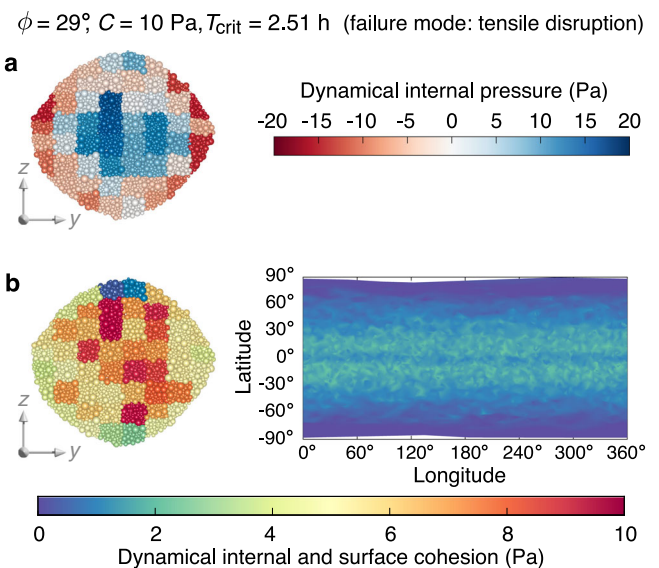 ϕ = 29°, C = 10 Pa, Tcrit = 2.51 h (failure mode: tensile disruption)
a
Dynamical internal pressure (Pa)
-20 -15 -10 -5 0 5 10 15 20
z
y
b
90°
60°
30°
0°
-30°
-60°
-90°
Latitude
0° 60° 120° 180° 240° 300° 360°
Longitude
z
y
0 2 4 6 8 10
Dynamical internal and surface cohesion (Pa)